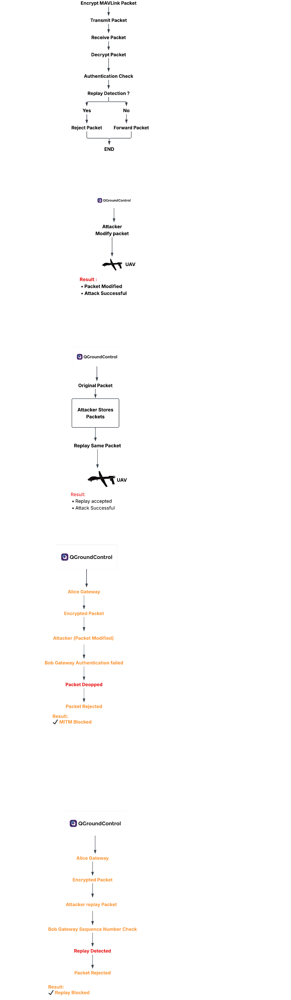 Encrypt MAVLink Packet
Transmit Packet
Receive Packet
Decrypt Packet
Authentication Check
Replay Detection ?
Yes
No
Reject Packet
Forward Packet
END
QGroundControl
Attacker
Modify packet
UAV
Result :
• Packet Modified
• Attack Successful
QGroundControl
Original Packet
Attacker Stores
Packets
Replay Same Packet
UAV
Result:
• Replay accepted
• Attack Successful
QGroundControl
Alice Gateway
Encrypted Packet
Attacker (Packet Modified)
Bob Gateway Authentication failed
Packet Deopped
Packet Rejected
Result:
✓ MITM Blocked
QGroundControl
Alice Gateway
Encrypted Packet
Attacker replay Packet
Bob Gateway Sequence Number Check
Replay Detected
Packet Rejected
Result:
✓ Replay Blocked